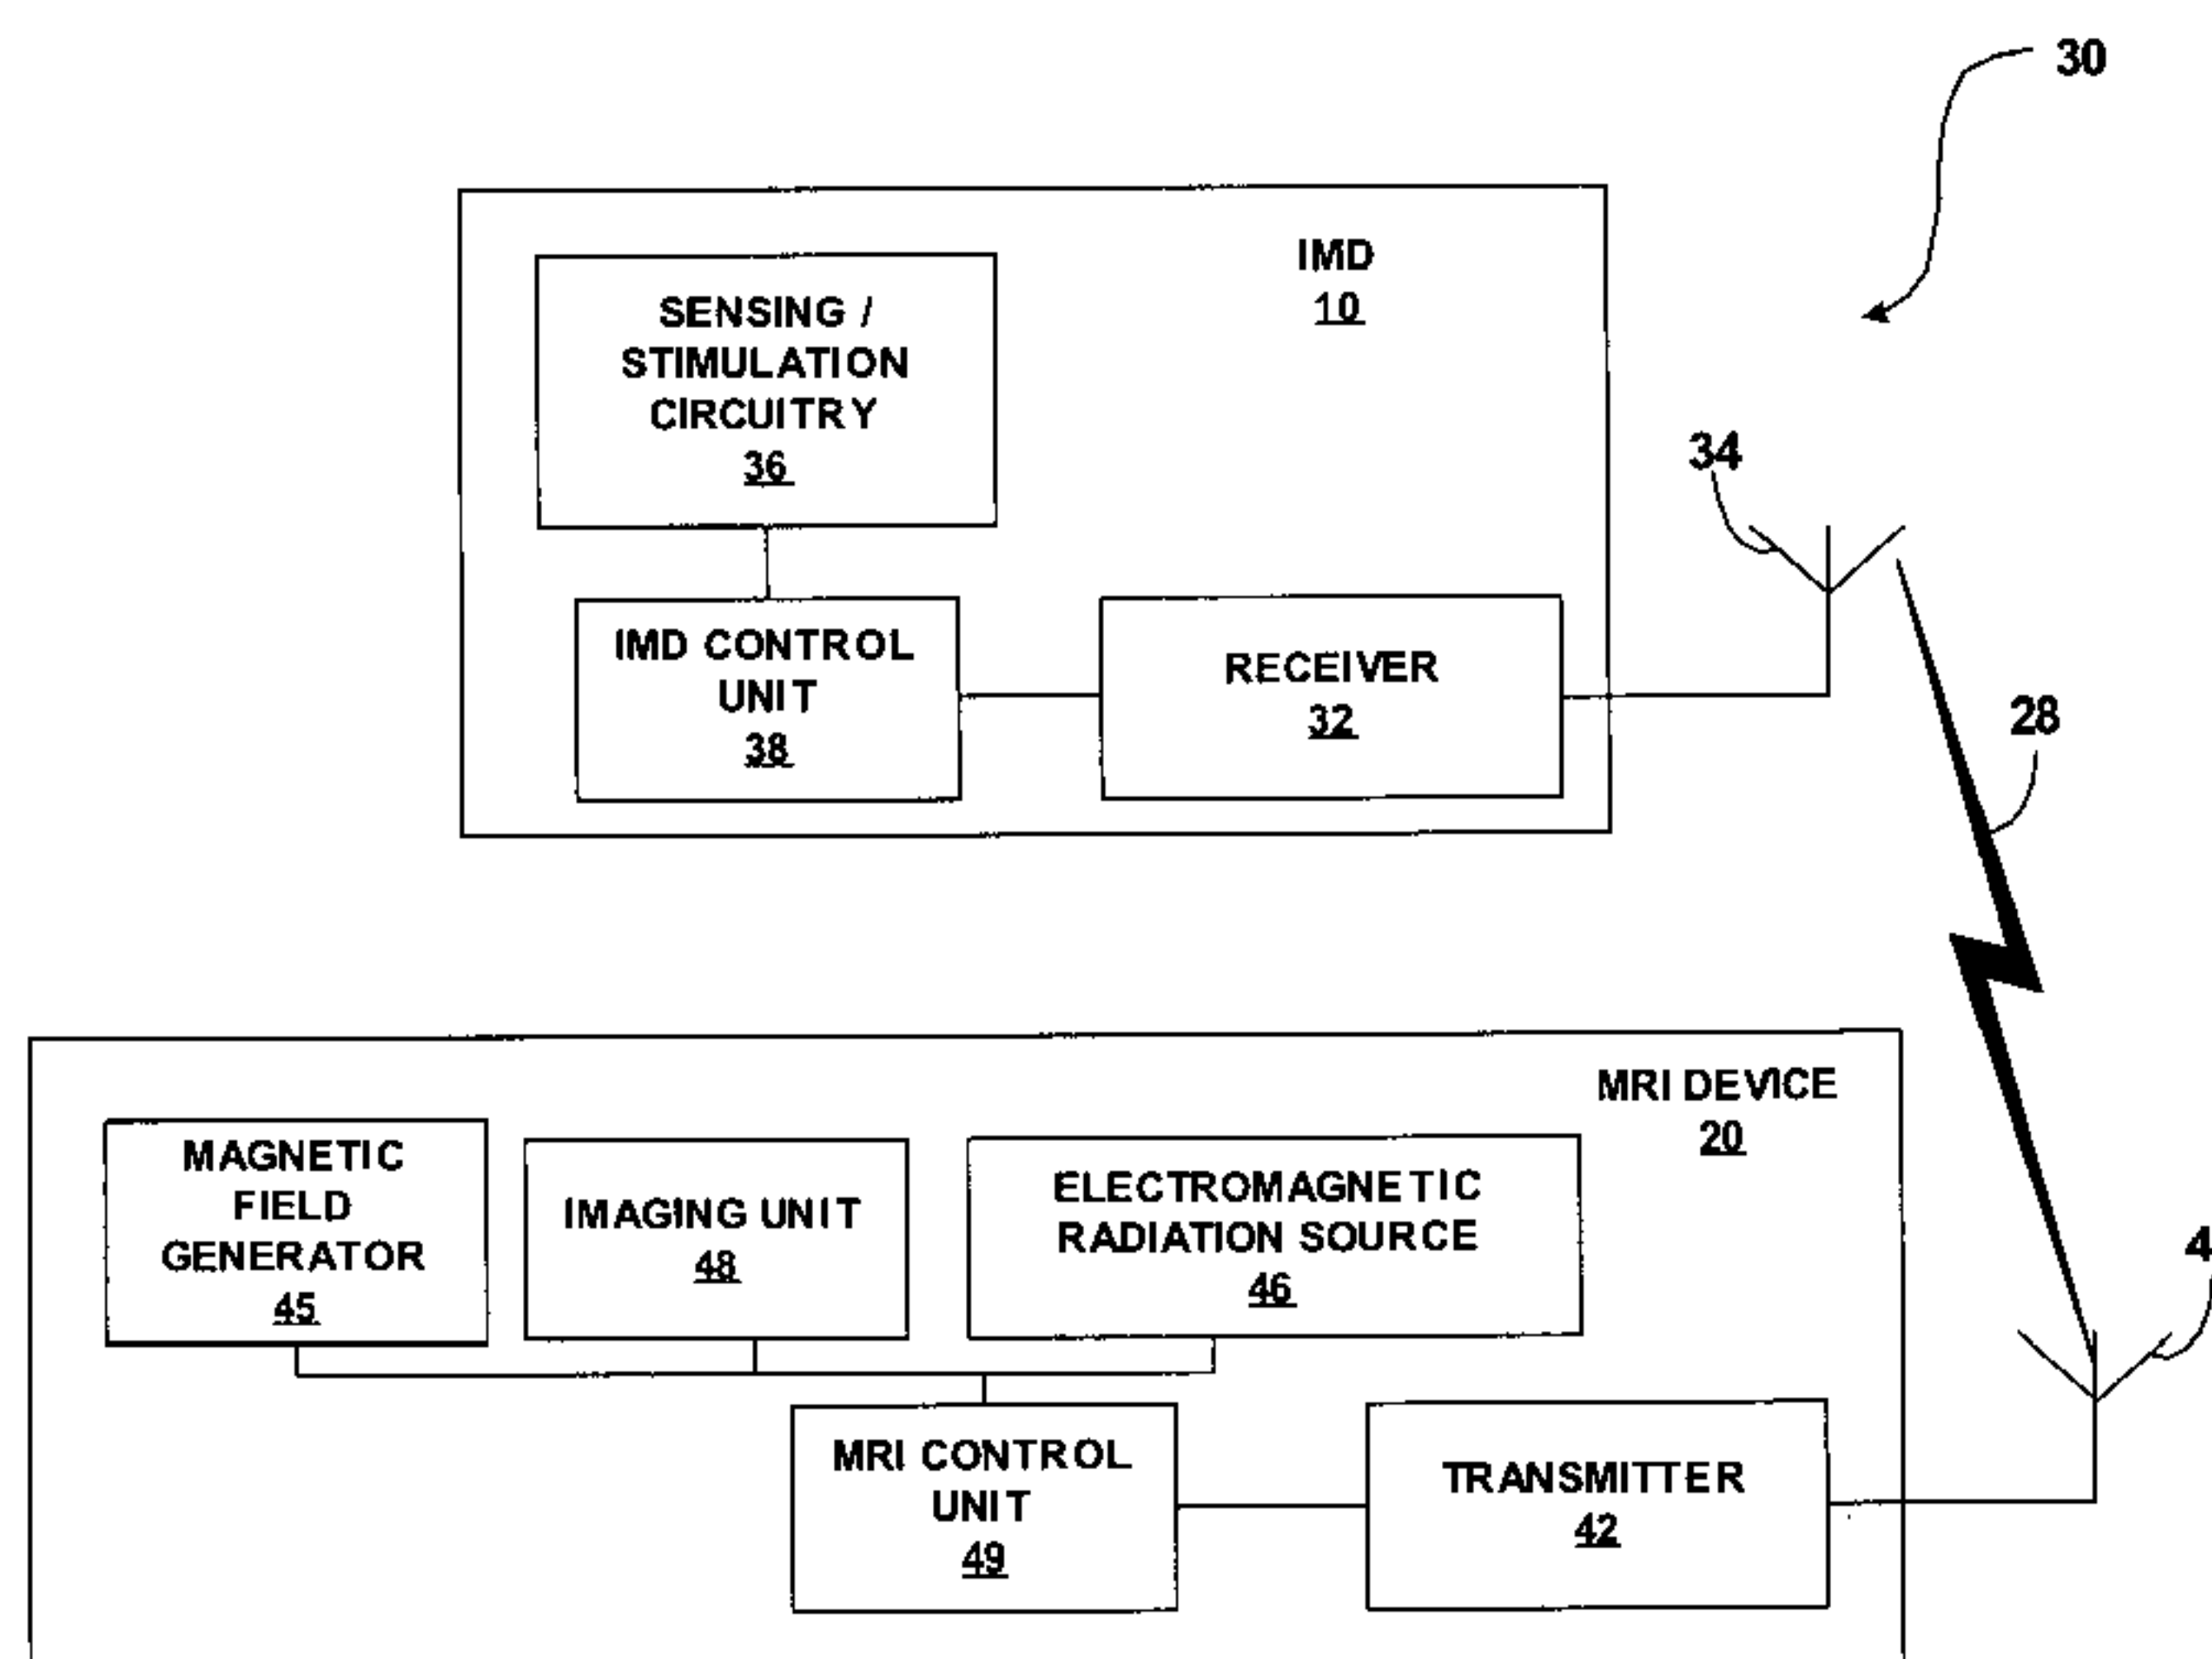 30
IMD
10
SENSING /
STIMULATION
CIRCUITRY
36
34
IMD CONTROL
UNIT
38
RECEIVER
32
28
MRI DEVICE
20
MAGNETIC
FIELD
GENERATOR
45
IMAGING UNIT
48
ELECTROMAGNETIC
RADIATION SOURCE
46
MRI CONTROL
UNIT
49
TRANSMITTER
42